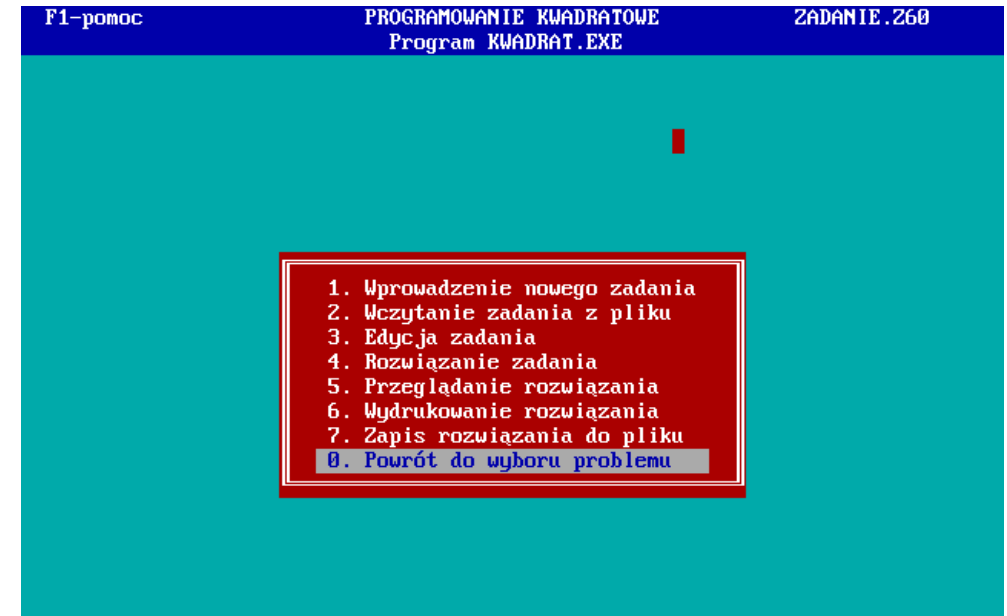 F1-pomoc PROGRAMOWANIE KWADRATOWE ZADANIE.Z60
Program KWADRAT.EXE
1. Wprowadzenie nowego zadania
2. Wczytanie zadania z pliku
3. Edycja zadania
4. Rozwiązanie zadania
5. Przeglądanie rozwiązania
6. Wydrukowanie rozwiązania
7. Zapis rozwiązania do pliku
0. Powrót do wyboru problemu